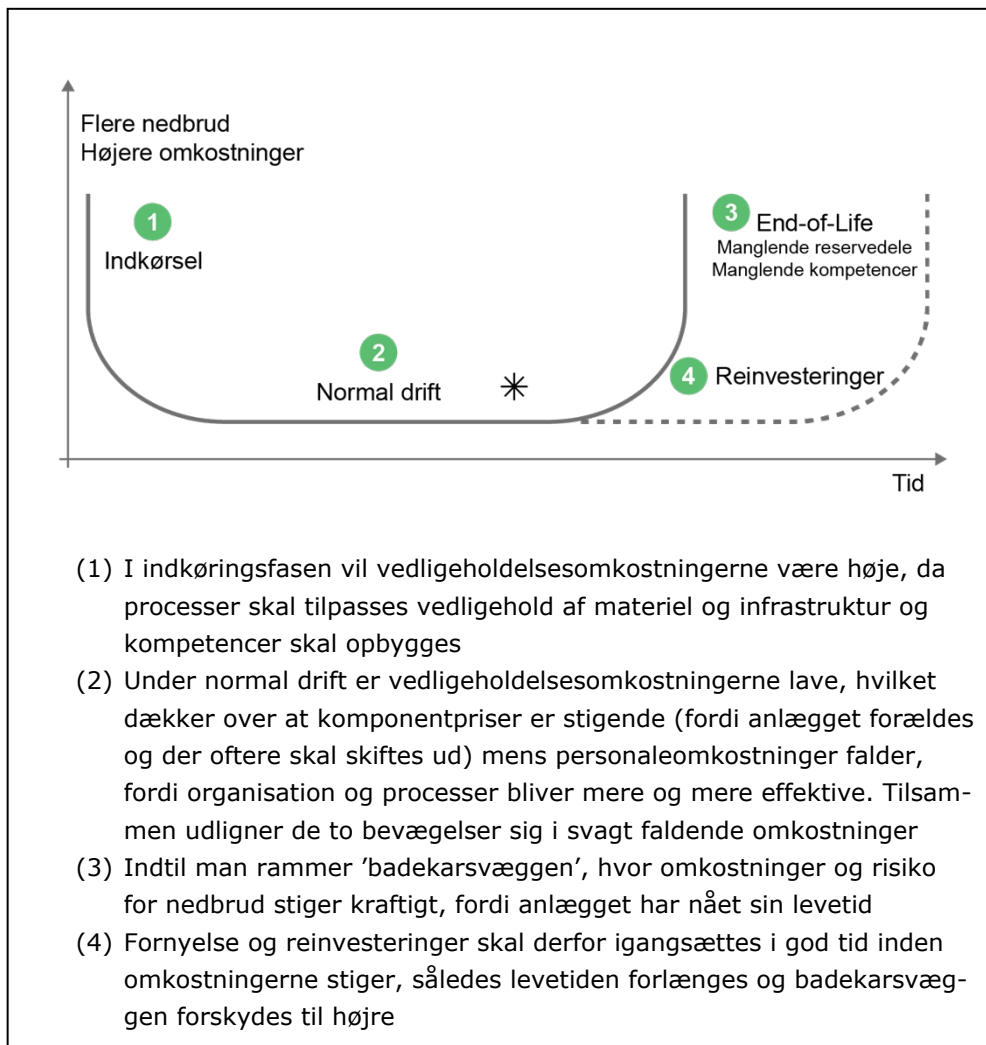 Flere nedbrud
Højere omkostninger
1
Indkørsel
2
Normal drift
3
End-of-Life
Manglende reservedele
Manglende kompetencer
4
Reinvesteringer
Tid
(1) I indkøringsfasen vil vedligeholdelsesomkostningerne være høje, da
processer skal tilpasses vedligehold af materiel og infrastruktur og
kompetencer skal opbygges
(2) Under normal drift er vedligeholdelsesomkostningerne lave, hvilket
dækker over at komponentpriser er stigende (fordi anlægget forældes
og der oftere skal skiftes ud) mens personaleomkostninger falder,
fordi organisation og processer bliver mere og mere effektive. Tilsam-
men udligner de to bevægelser sig i svagt faldende omkostninger
(3) Indtil man rammer ’badekarsvæggen’, hvor omkostninger og risiko
for nedbrud stiger kraftigt, fordi anlægget har nået sin levetid
(4) Fornyelse og reinvesteringer skal derfor igangsættes i god tid inden
omkostningerne stiger, således levetiden forlænges og badekarsvæg-
gen forskydes til højre